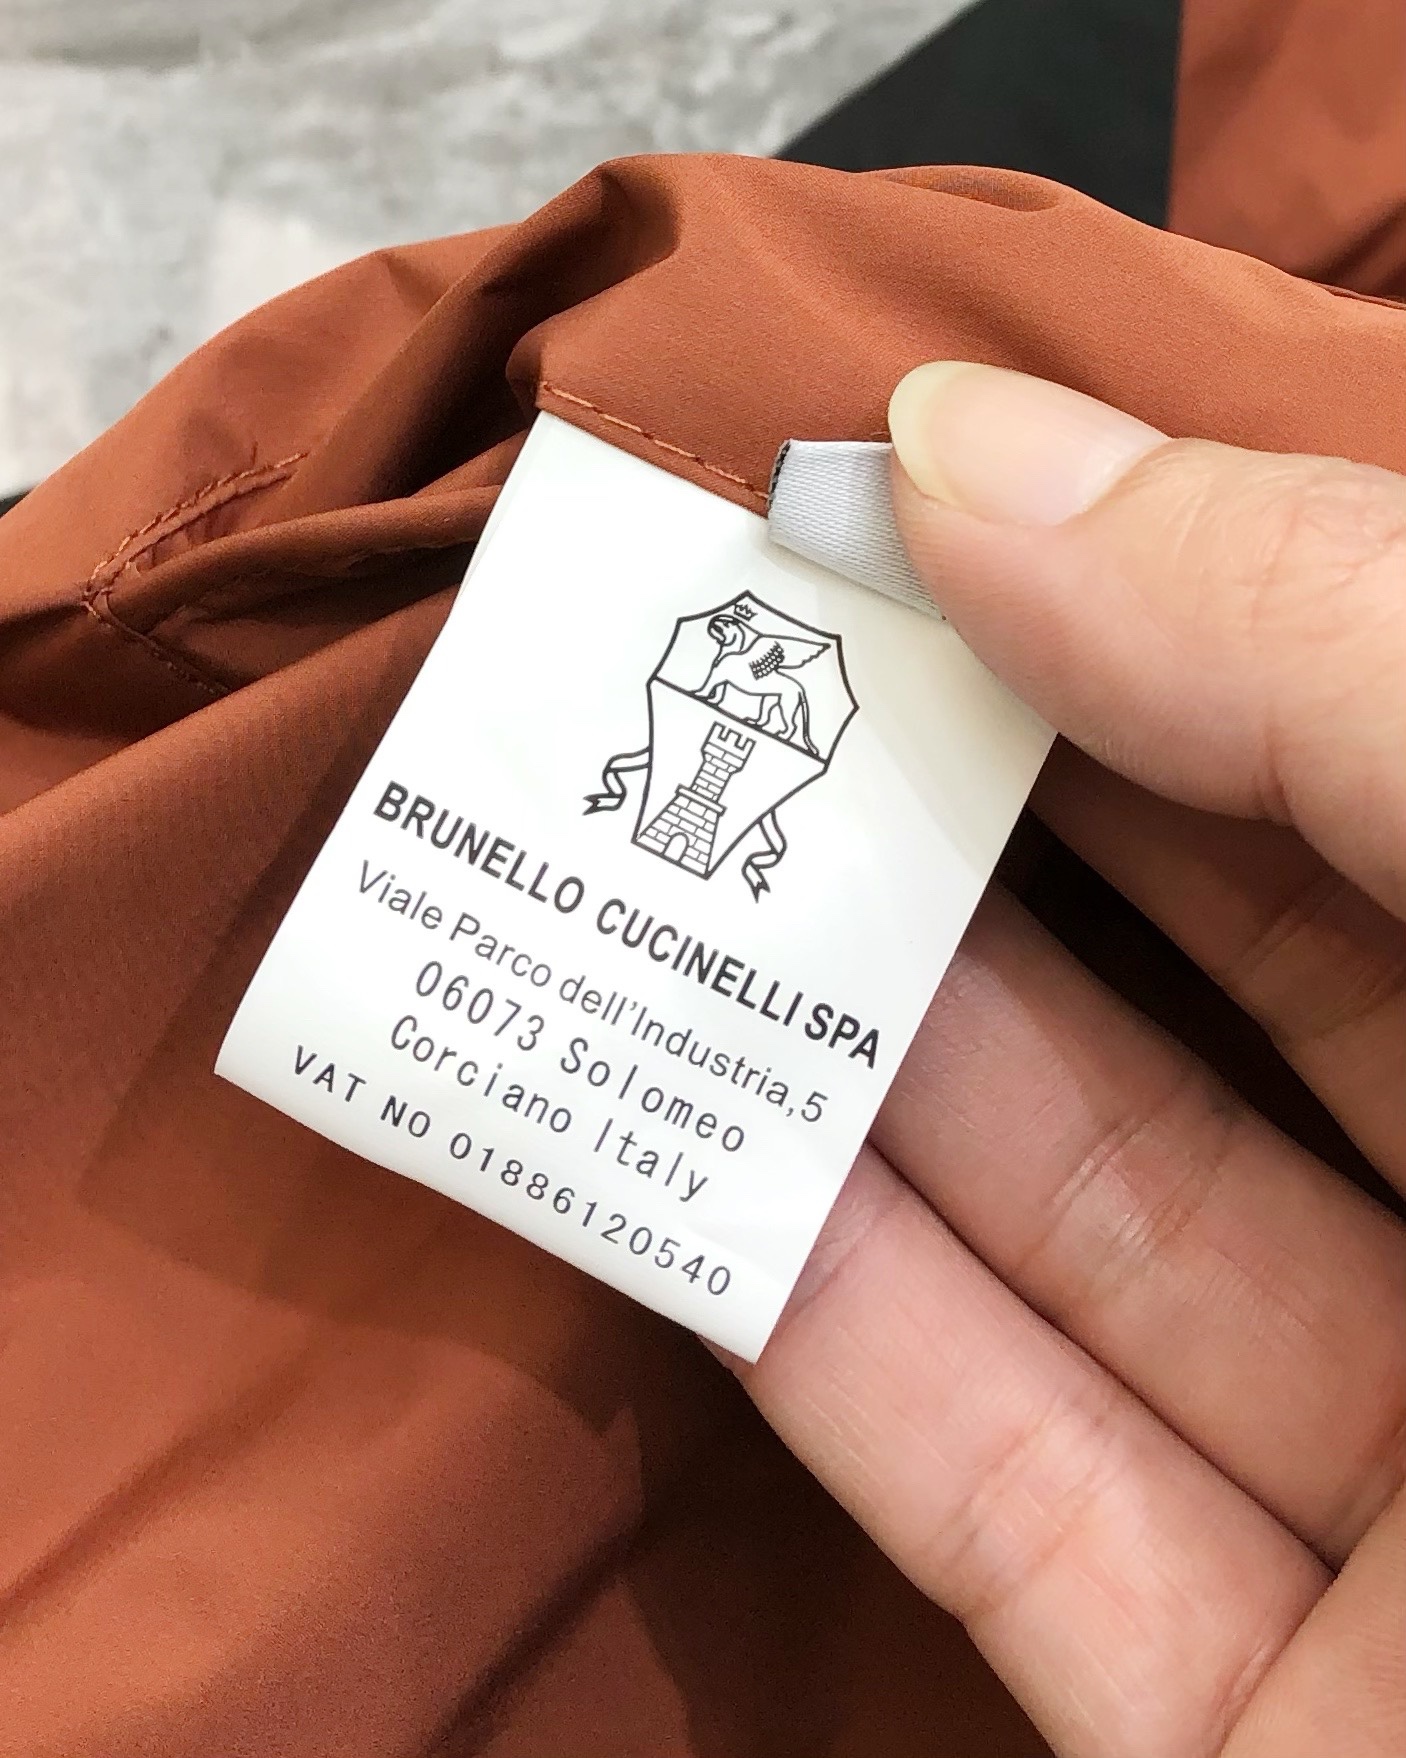 BRUNELLO CUCINELLI SPA
Viale Parco dell'Industria,5
06073 Solomeo
Corciano Italy
VAT NO 01886120540